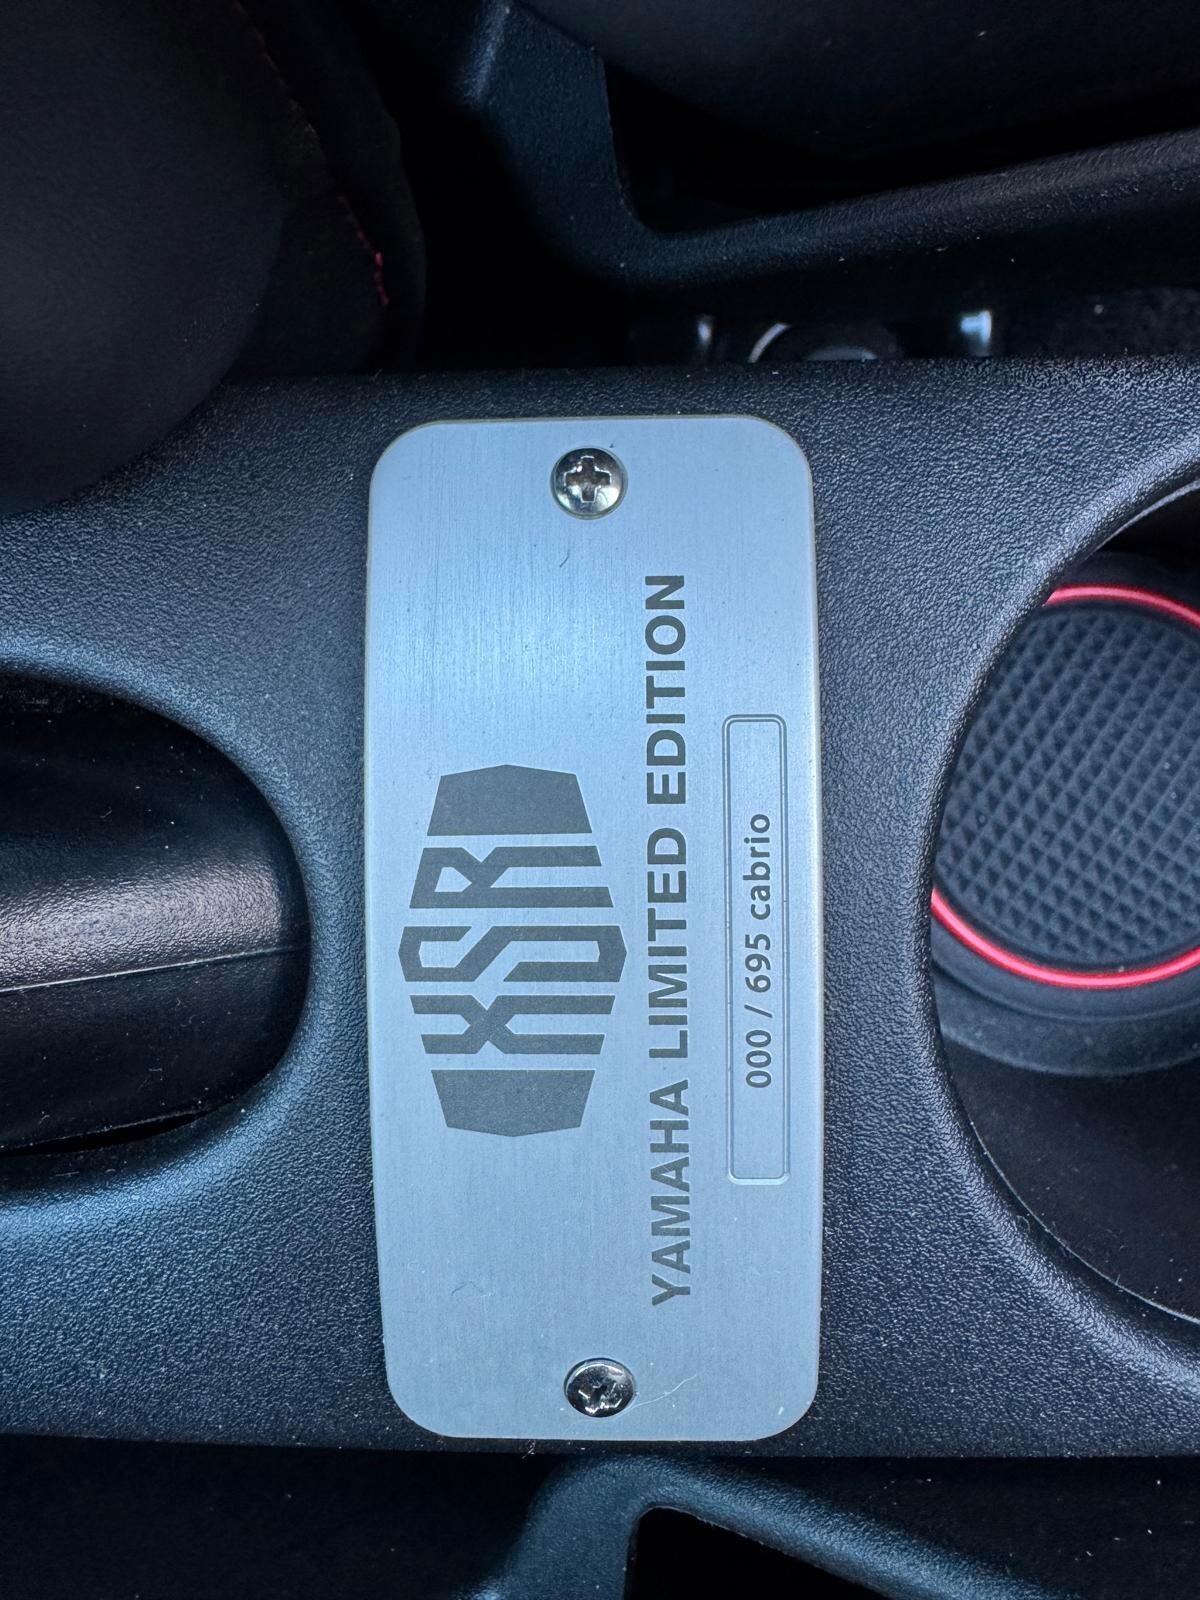 XSR
YAMAHA LIMITED EDITION
000 / 695 cabrio